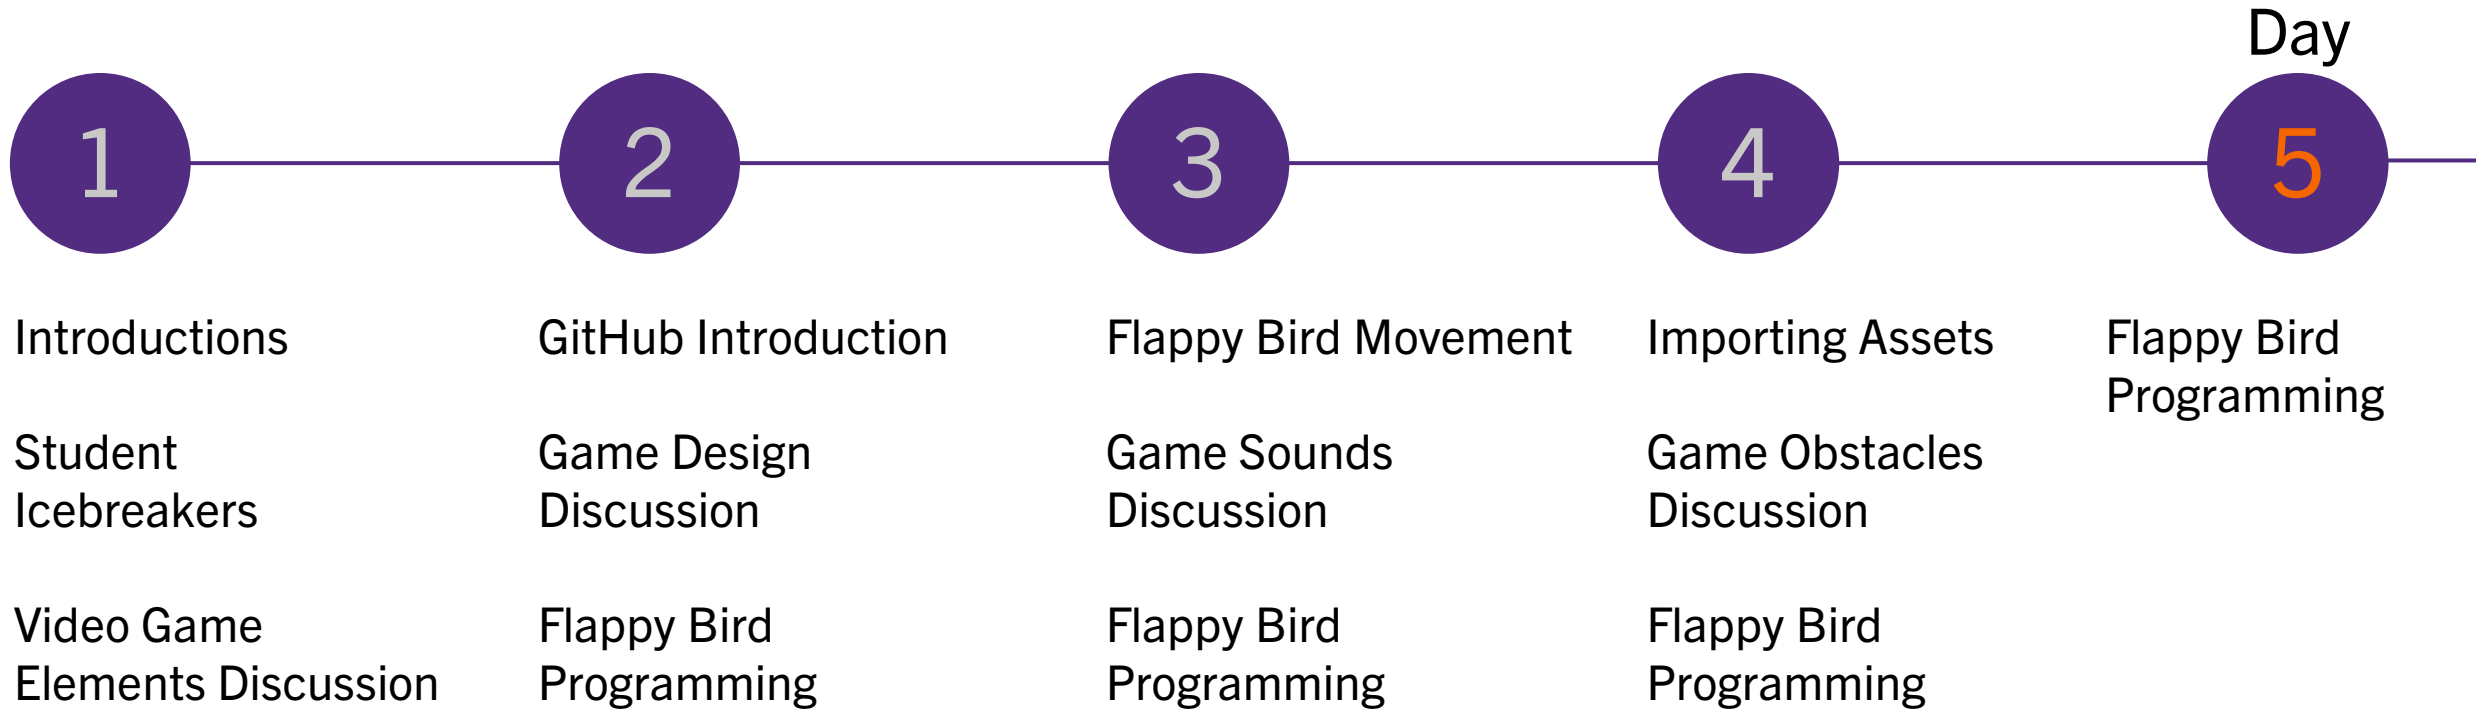 Day
1
2
3
4
5
Introductions
Student
Icebreakers
Video Game
Elements Discussion
GitHub Introduction
Game Design
Discussion
Flappy Bird
Programming
Flappy Bird Movement
Game Sounds
Discussion
Flappy Bird
Programming
Importing Assets
Game Obstacles
Discussion
Flappy Bird
Programming
Flappy Bird
Programming